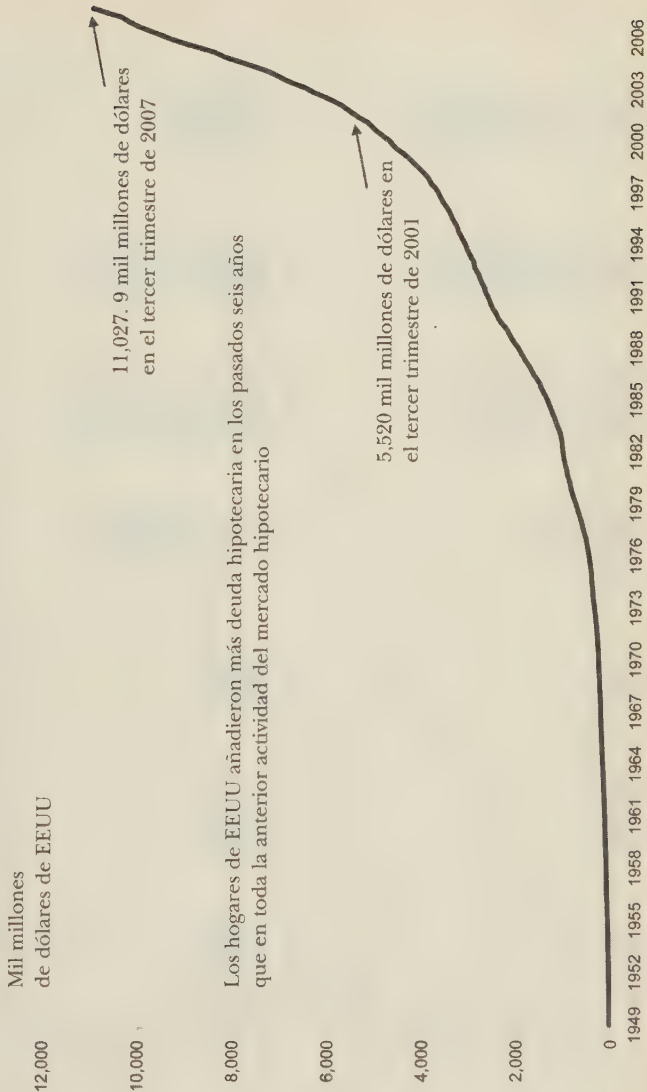 Mil millones
de dólares de EEUU
12,000
10,000
8,000
6,000
4,000
2,000
0
11,027. 9 mil millones de dólares
en el tercer trimestre de 2007
Los hogares de EEUU añadieron más deuda hipotecaria en los pasados seis años
que en toda la anterior actividad del mercado hipotecario
5,520 mil millones de dólares en
el tercer trimestre de 2001
1949 1952 1955 1958 1961 1964 1967 1970 1973 1976 1979 1982 1985 1988 1991 1994 1997 2000 2003 2006